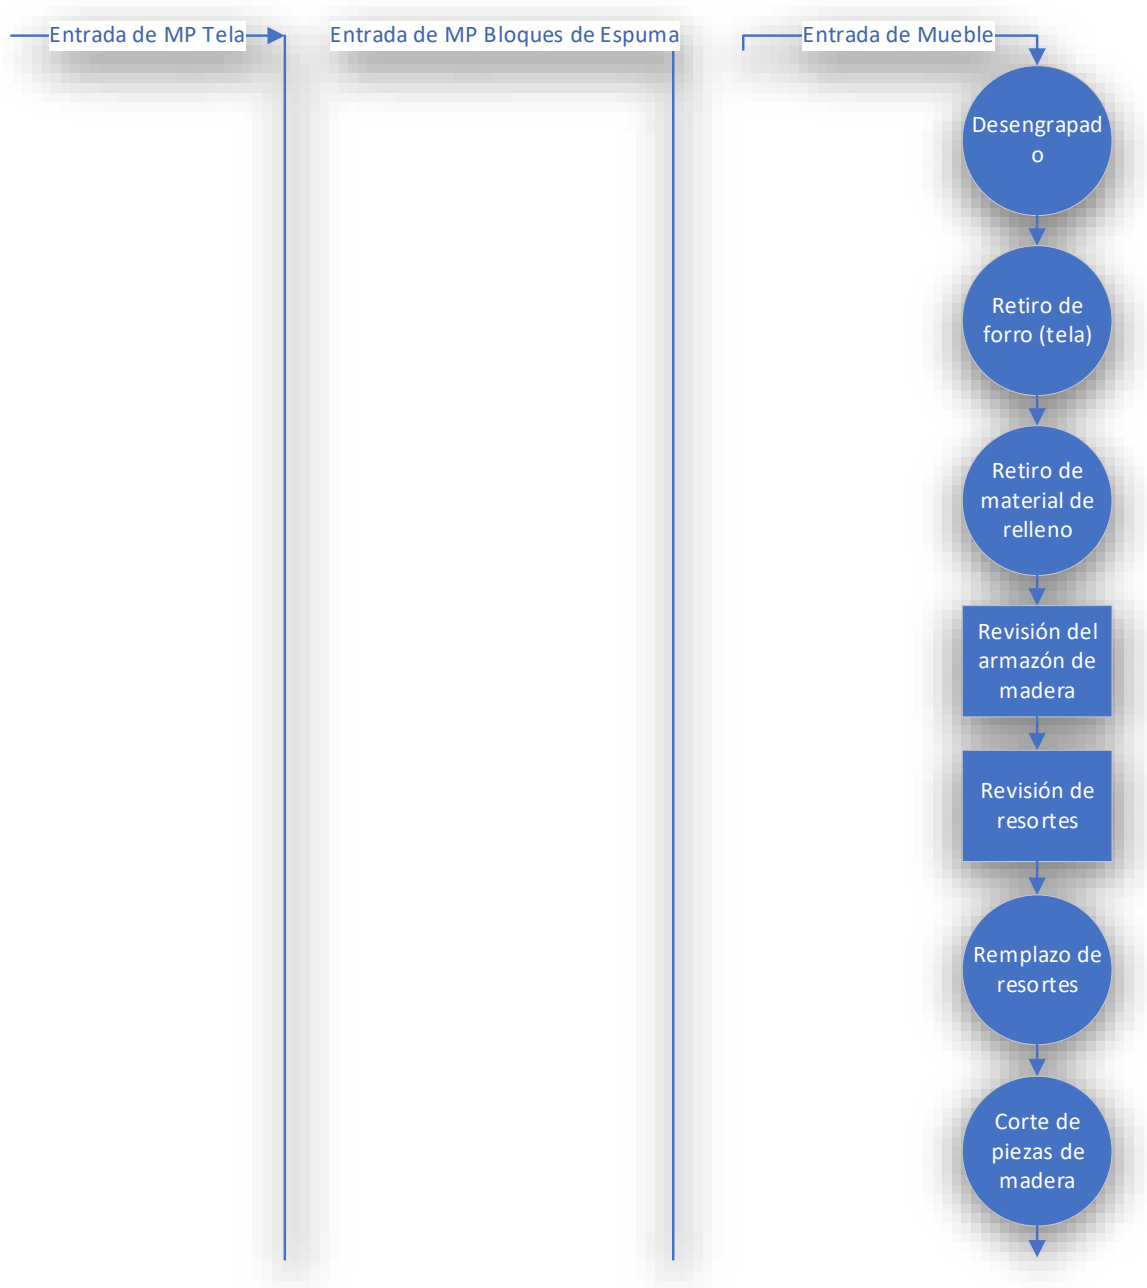 Entrada de MP Tela
Entrada de MP Bloques de Espuma
Entrada de Mueble
Desengrapad
o
Retiro de
forro (tela)
Retiro de
material de
relleno
Revisión del
armazón de
madera
Revisión de
resortes
Remplazo de
resortes
Corte de
piezas de
madera